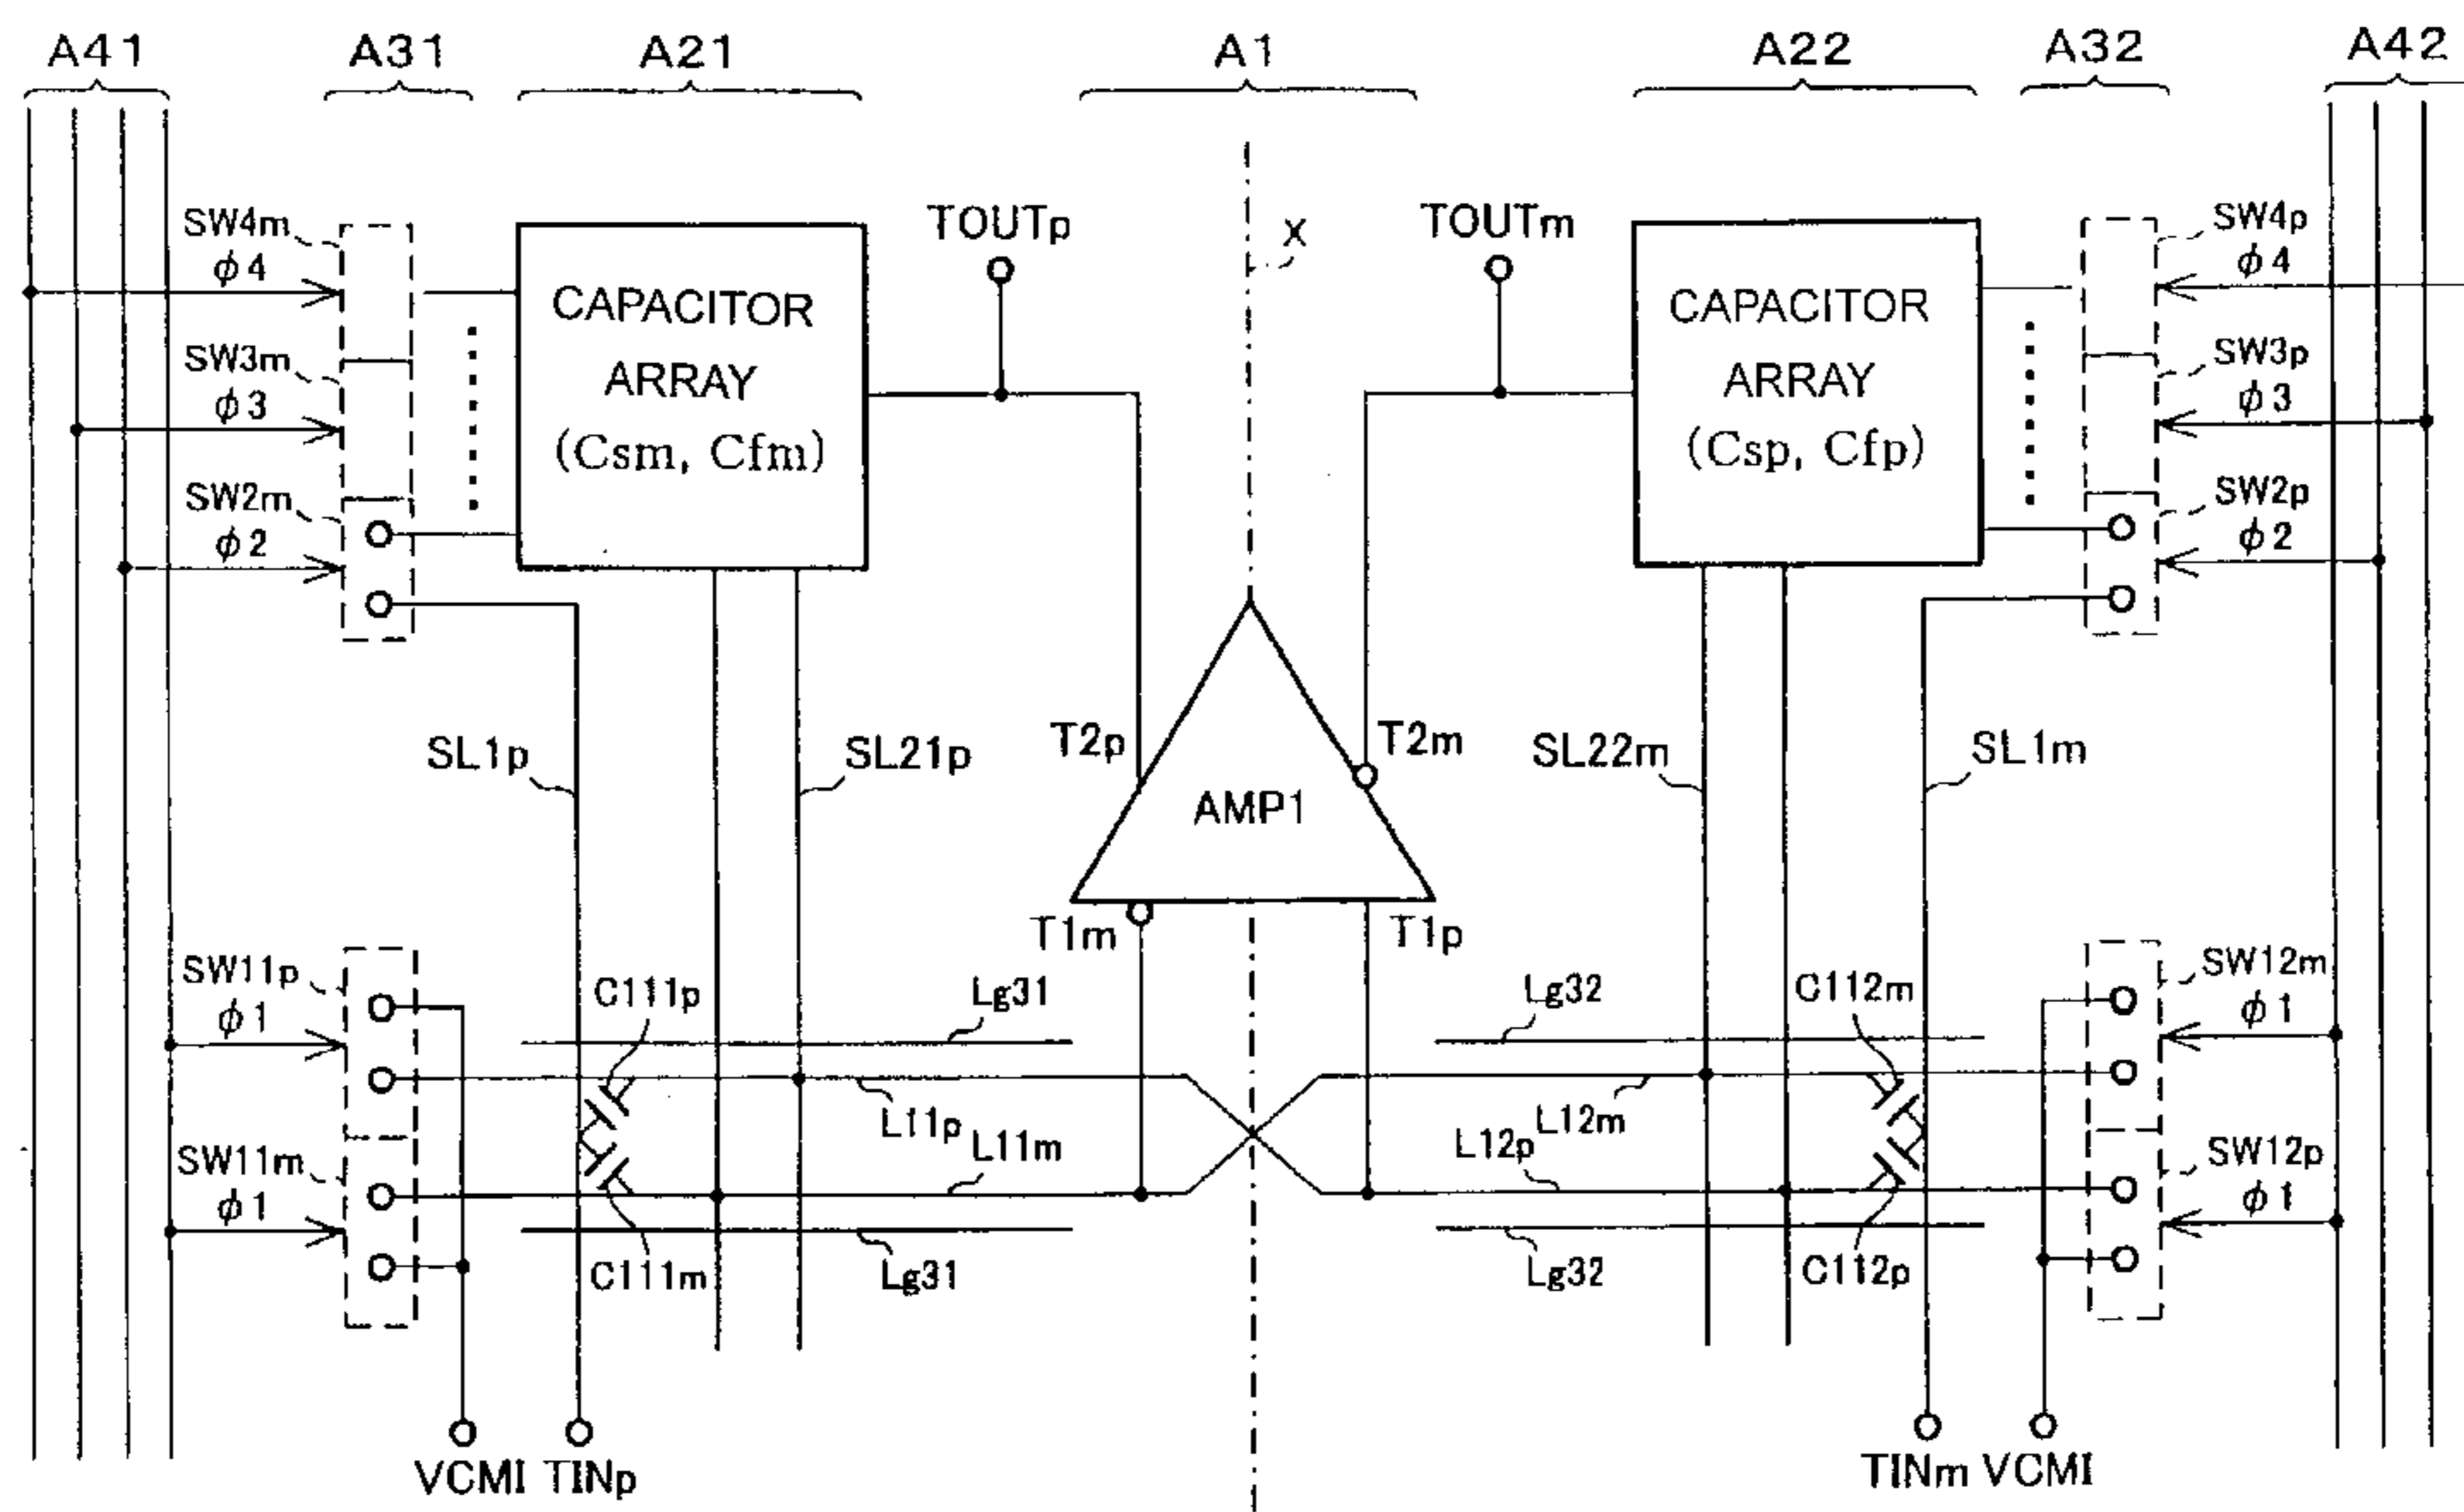 A41 A31 A21 A1 A22 A32 A42
SW4m
φ4
SW3m
φ3
SW2m
φ2
CAPACITOR
ARRAY
(Csm, Cfm)
TOUTp
X
TOUTm
CAPACITOR
ARRAY
(Csp, Cfp)
SW4p
φ4
SW3p
φ3
SW2p
φ2
SL1p
SL21p
T2p
T2m
AMP1
SL22m
SL1m
T1m
T1p
SW11p
φ1
C111p
Lg31
Lg32
C112m
SW12m
φ1
L11p
L11m
L12p
L12m
SW11m
φ1
SW12p
φ1
C111m
Lg31
Lg32
C112p
VCMI TINp
TINm VCMI